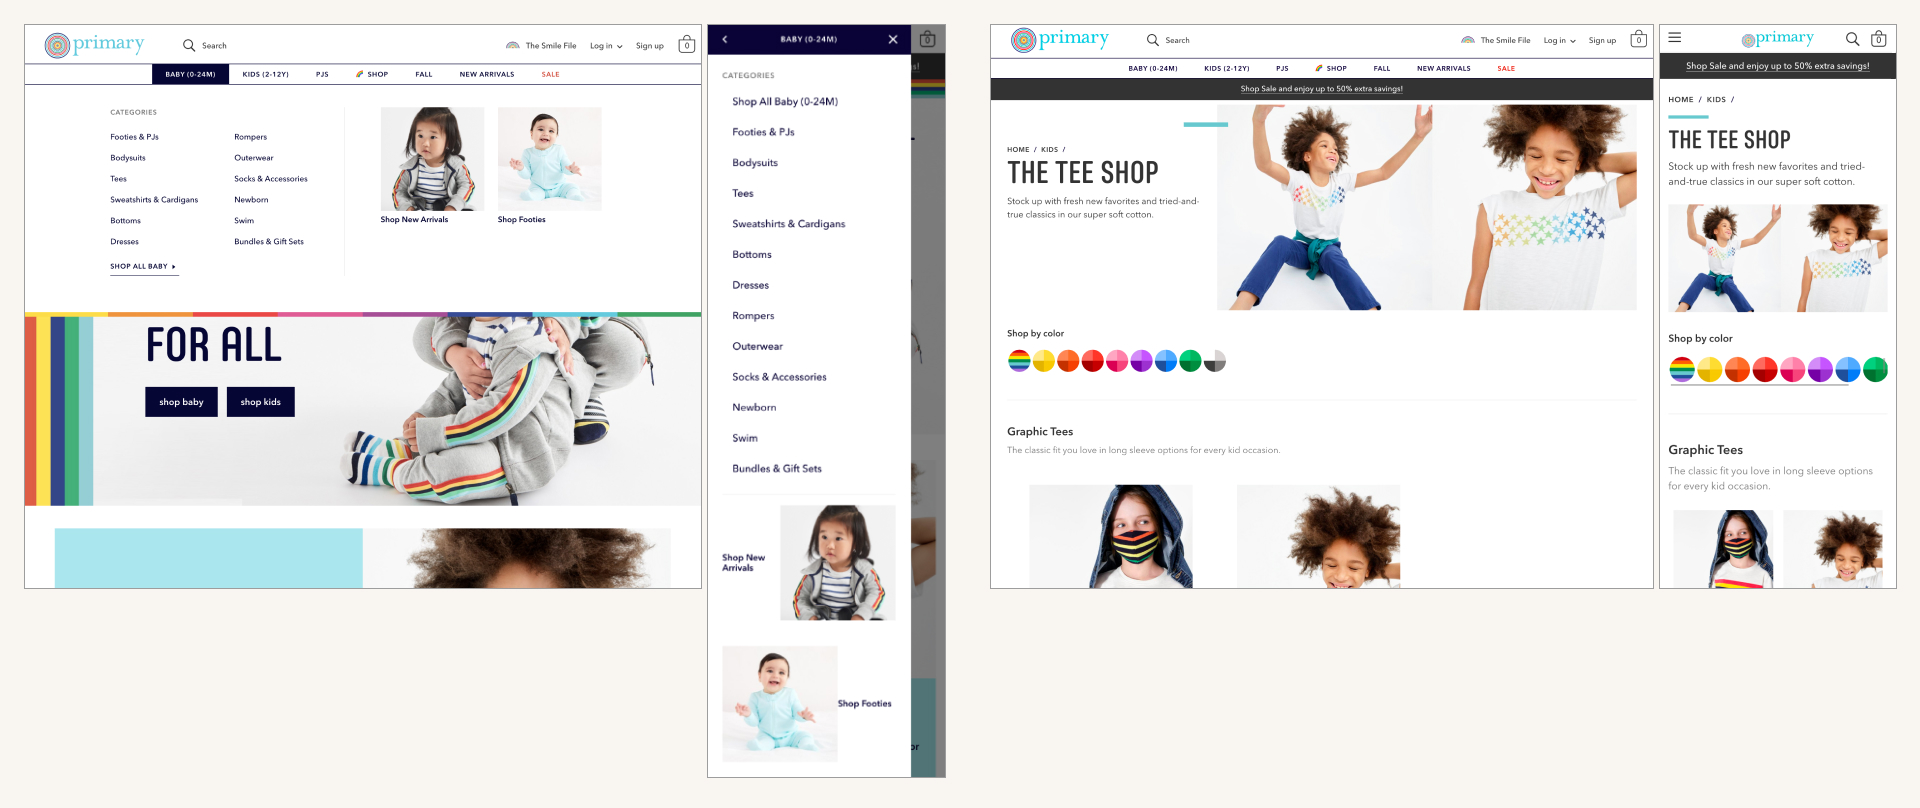 primary
Search
The Smile File
Log in
Sign up
0
BABY (0-24M)
KIDS (2-12Y)
PJS
SHOP
FALL
NEW ARRIVALS
SALE
CATEGORIES
Footies & PJs
Bodysuits
Tees
Sweatshirts & Cardigans
Bottoms
Dresses
Rompers
Outerwear
Socks & Accessories
Newborn
Swim
Bundles & Gift Sets
SHOP ALL BABY
Shop New Arrivals
Shop Footies
FOR ALL
shop baby
shop kids
BABY (0-24M)
0
s!
CATEGORIES
Shop All Baby (0-24M)
Footies & PJs
Bodysuits
Tees
Sweatshirts & Cardigans
Bottoms
Dresses
Rompers
Outerwear
Socks & Accessories
Newborn
Swim
Bundles & Gift Sets
Shop New
Arrivals
Shop Footies
or
primary
Search
The Smile File
Log in
Sign up
0
BABY (0-24M)
KIDS (2-12Y)
PJS
SHOP
FALL
NEW ARRIVALS
SALE
Shop Sale and enjoy up to 50% extra savings!
HOME / KIDS /
THE TEE SHOP
Stock up with fresh new favorites and tried-and-
true classics in our super soft cotton.
Shop by color
Graphic Tees
The classic fit you love in long sleeve options for every kid occasion.
primary
0
Shop Sale and enjoy up to 50% extra savings!
HOME / KIDS /
THE TEE SHOP
Stock up with fresh new favorites and tried-
and-true classics in our super soft cotton.
Shop by color
Graphic Tees
The classic fit you love in long sleeve options
for every kid occasion.